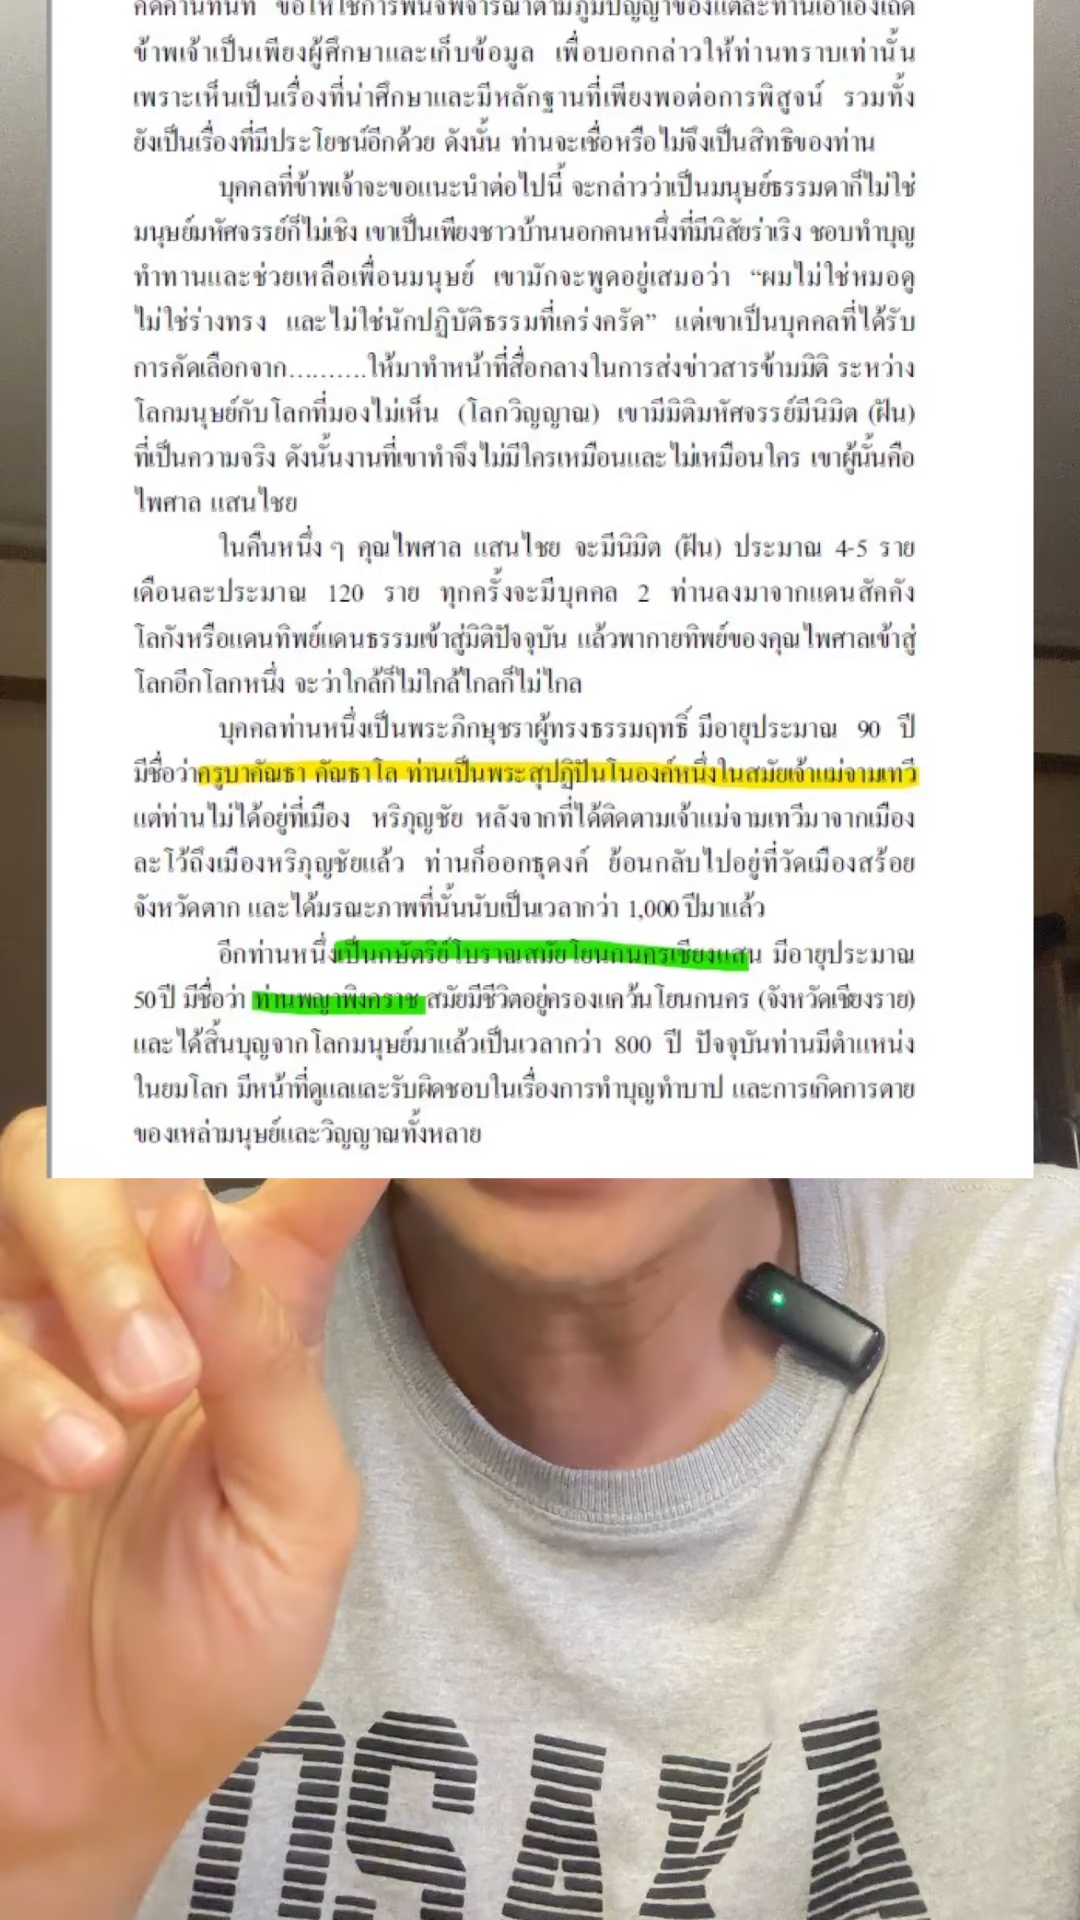 คัดค้านทันที ขอให้ใช้การพินิจพิจารณาตามภูมิปัญญาของแต่ละท่านเอาเองเถิด
ข้าพเจ้าเป็นเพียงผู้ศึกษาและเก็บข้อมูล เพื่อบอกกล่าวให้ท่านทราบเท่านั้น
เพราะเห็นเป็นเรื่องที่น่าศึกษาและมีหลักฐานที่เพียงพอต่อการพิสูจน์ รวมทั้ง
ยังเป็นเรื่องที่มีประโยชน์อีกด้วย ดังนั้น ท่านจะเชื่อหรือไม่จึงเป็นสิทธิของท่าน
บุคคลที่ข้าพเจ้าจะขอแนะนำต่อไปนี้ จะกล่าวว่าเป็นมนุษย์ธรรมดาก็ไม่ใช่
มนุษย์มหัศจรรย์ก็ไม่เชิง เขาเป็นเพียงชาวบ้านนอกคนหนึ่งที่มีนิสัยร่าเริง ชอบทำบุญ
ทำทานและช่วยเหลือเพื่อนมนุษย์ เขามักจะพูดอยู่เสมอว่า “ผมไม่ใช่หมอดู
ไม่ใช่ร่างทรง และไม่ใช่นักปฏิบัติธรรมที่เคร่งครัด” แต่เขาเป็นบุคคลที่ได้รับ
การคัดเลือกจาก..........ให้มาทำหน้าที่สื่อกลางในการส่งข่าวสารข้ามมิติ ระหว่าง
โลกมนุษย์กับโลกที่มองไม่เห็น (โลกวิญญาณ) เขามีมิติมหัศจรรย์มีนิมิต (ฝัน)
ที่เป็นความจริง ดังนั้นงานที่เขาทำจึงไม่มีใครเหมือนและไม่เหมือนใคร เขาผู้นั้นคือ
ไพศาล แสนไชย
ในคืนหนึ่ง ๆ คุณไพศาล แสนไชย จะมีนิมิต (ฝัน) ประมาณ 4-5 ราย
เดือนละประมาณ 120 ราย ทุกครั้งจะมีบุคคล 2 ท่านลงมาจากแดนสัคคัง
โลกังหรือแดนทิพย์แดนธรรมเข้าสู่มิติปัจจุบัน แล้วพากายทิพย์ของคุณไพศาลเข้าสู่
โลกอีกโลกหนึ่ง จะว่าใกล้ก็ไม่ใกล้ไกลก็ไม่ไกล
บุคคลท่านหนึ่งเป็นพระภิกษุชราผู้ทรงธรรมฤทธิ์ มีอายุประมาณ 90 ปี
มีชื่อว่าครูบาคัณธา คัณธาโล ท่านเป็นพระสุปฏิปันโนองค์หนึ่งในสมัยเจ้าแม่จามเทวี
แต่ท่านไม่ได้อยู่ที่เมือง หริภุญชัย หลังจากที่ได้ติดตามเจ้าแม่จามเทวีมาจากเมือง
ละโว้ถึงเมืองหริภุญชัยแล้ว ท่านก็ออกธุดงค์ ย้อนกลับไปอยู่ที่วัดเมืองสร้อย
จังหวัดตาก และได้มรณะภาพที่นั้นนับเป็นเวลากว่า 1,000 ปีมาแล้ว
อีกท่านหนึ่งเป็นกษัตริย์โบราณสมัยโยนกนครเชียงแสน มีอายุประมาณ
50 ปี มีชื่อว่า ท่านพญาพิงคราช สมัยมีชีวิตอยู่ครองแคว้นโยนกนคร (จังหวัดเชียงราย)
และได้สิ้นบุญจากโลกมนุษย์มาแล้วเป็นเวลากว่า 800 ปี ปัจจุบันท่านมีตำแหน่ง
ในยมโลก มีหน้าที่ดูแลและรับผิดชอบในเรื่องการทำบุญทำบาป และการเกิดการตาย
ของเหล่ามนุษย์และวิญญาณทั้งหลาย
OSAKA